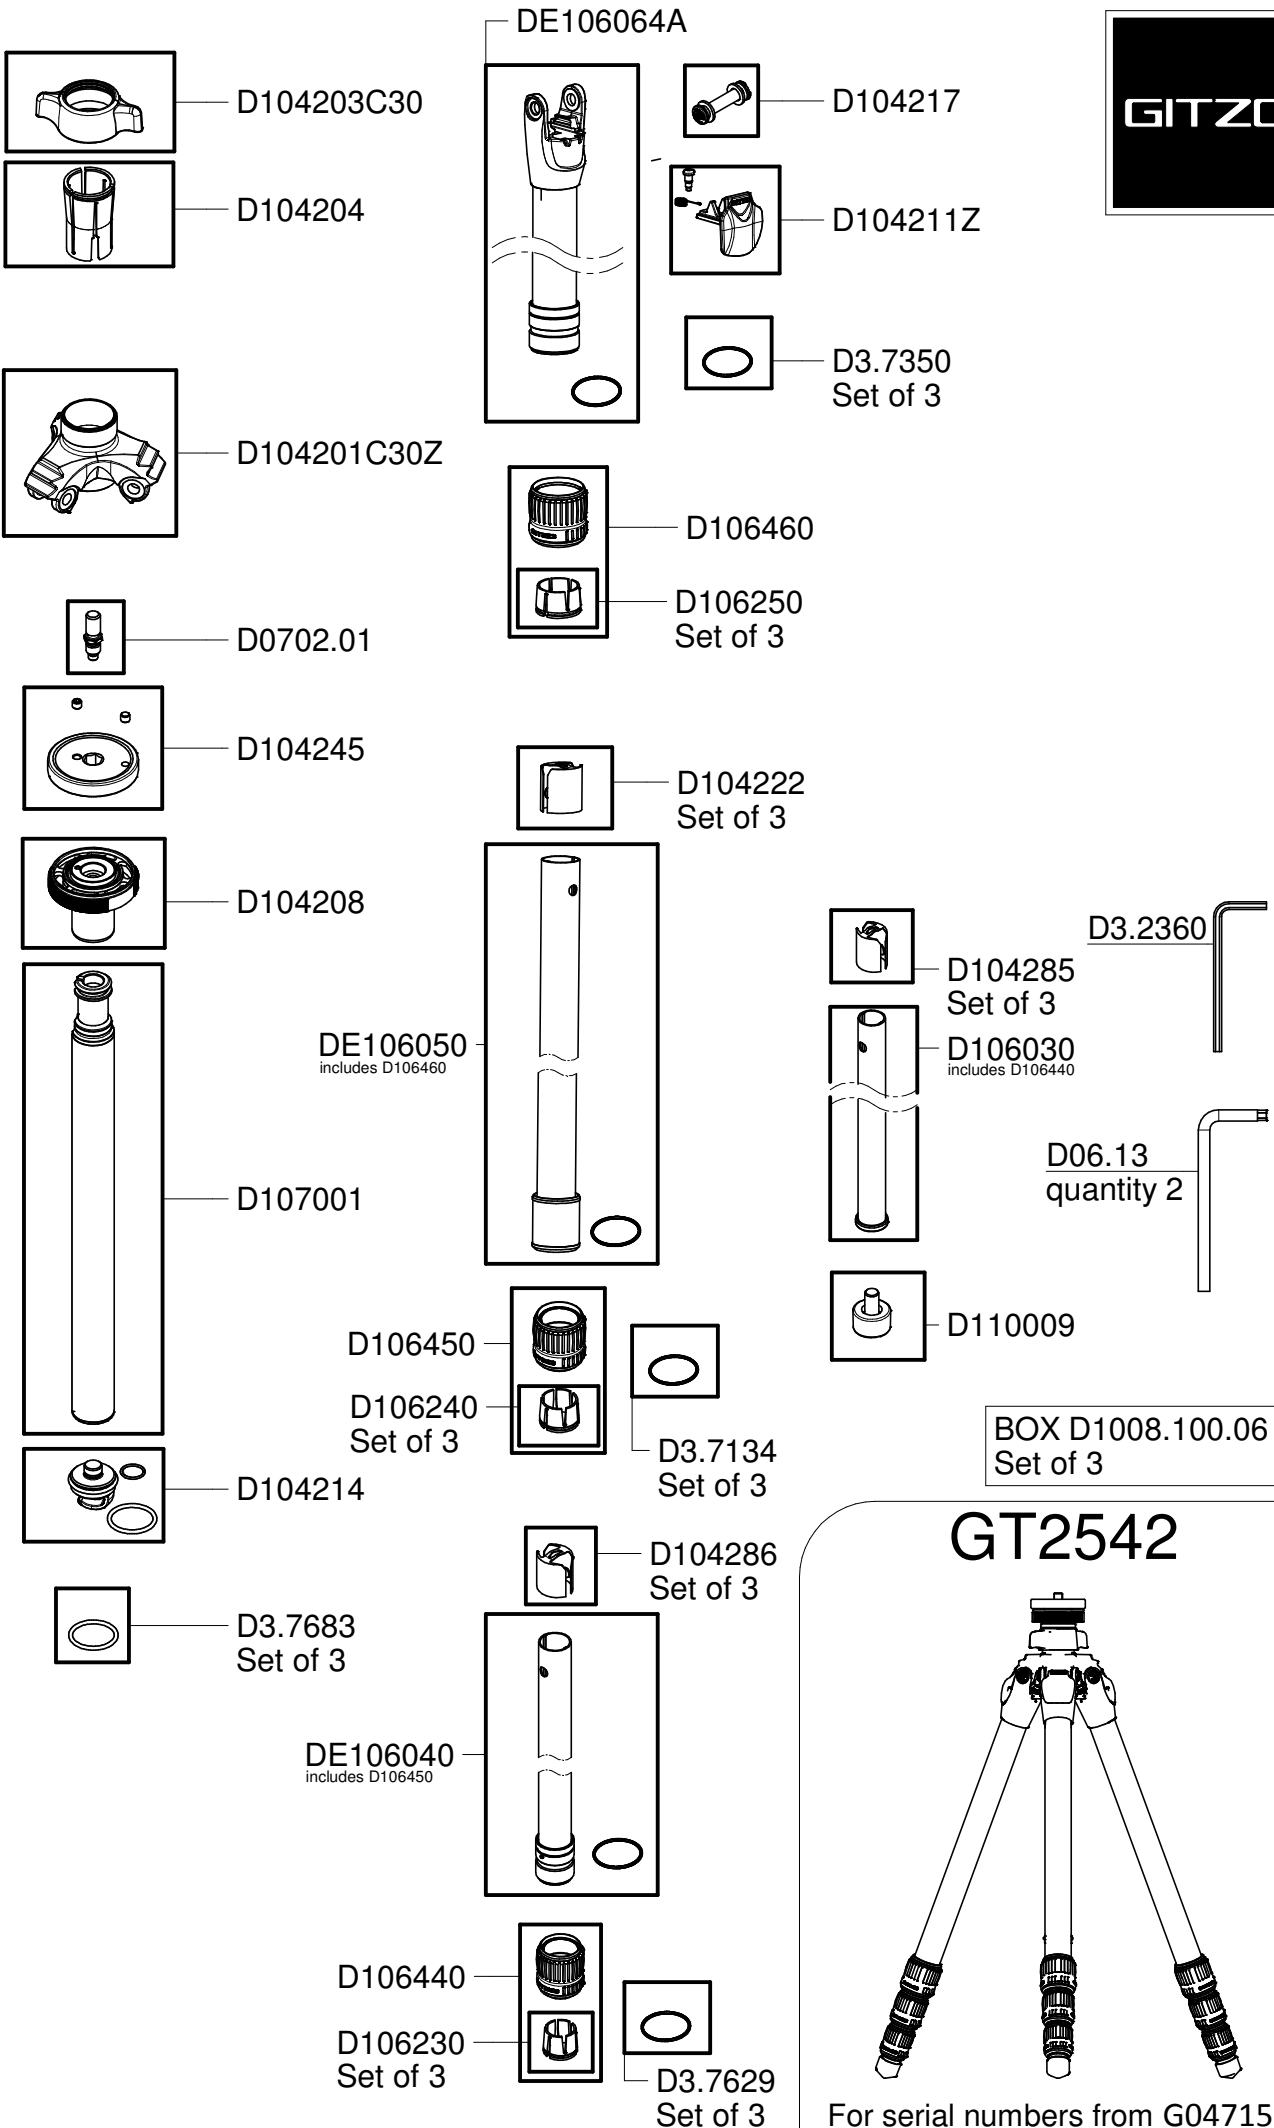 DE106064A
D104203C30
D104204
D104201C30Z
D0702.01
D104245
D104208
D107001
D104214
D3.7683
Set of 3
D104217
D104211Z
D3.7350
Set of 3
D106460
D106250
Set of 3
D104222
Set of 3
DE106050
includes D106460
D106450
D106240
Set of 3
D3.7134
Set of 3
D104286
Set of 3
DE106040
includes D106450
D106440
D106230
Set of 3
D3.7629
Set of 3
GITZO
D104285
Set of 3
D106030
includes D106440
D110009
D3.2360
D06.13
quantity 2
BOX D1008.100.06
Set of 3
GT2542
For serial numbers from G04715